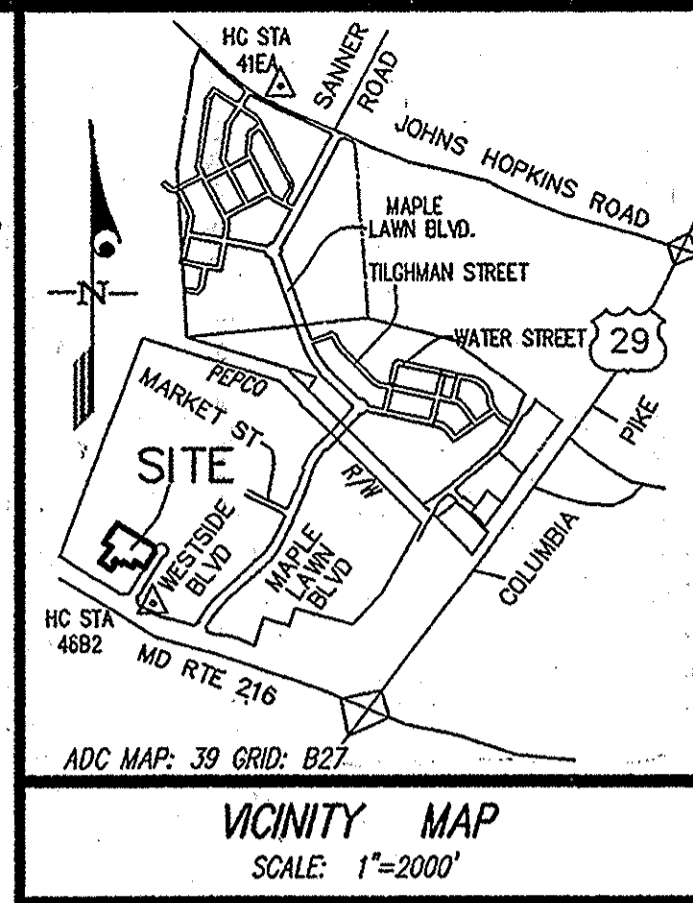 HC STA
41EA
SANNER
ROAD
JOHNS HOPKINS ROAD
MAPLE
LAWN BLVD.
TILGHMAN STREET
N
WATER STREET
29
PEPCO
MARKET ST
PIKE
SITE
R/W
WESTSIDE
BLVD
MAPLE
LAWN
BLVD
COLUMBIA
HC STA
46B2
MD RTE 216
ADC MAP: 39 GRID: B27
VICINITY MAP
SCALE: 1"=2000'